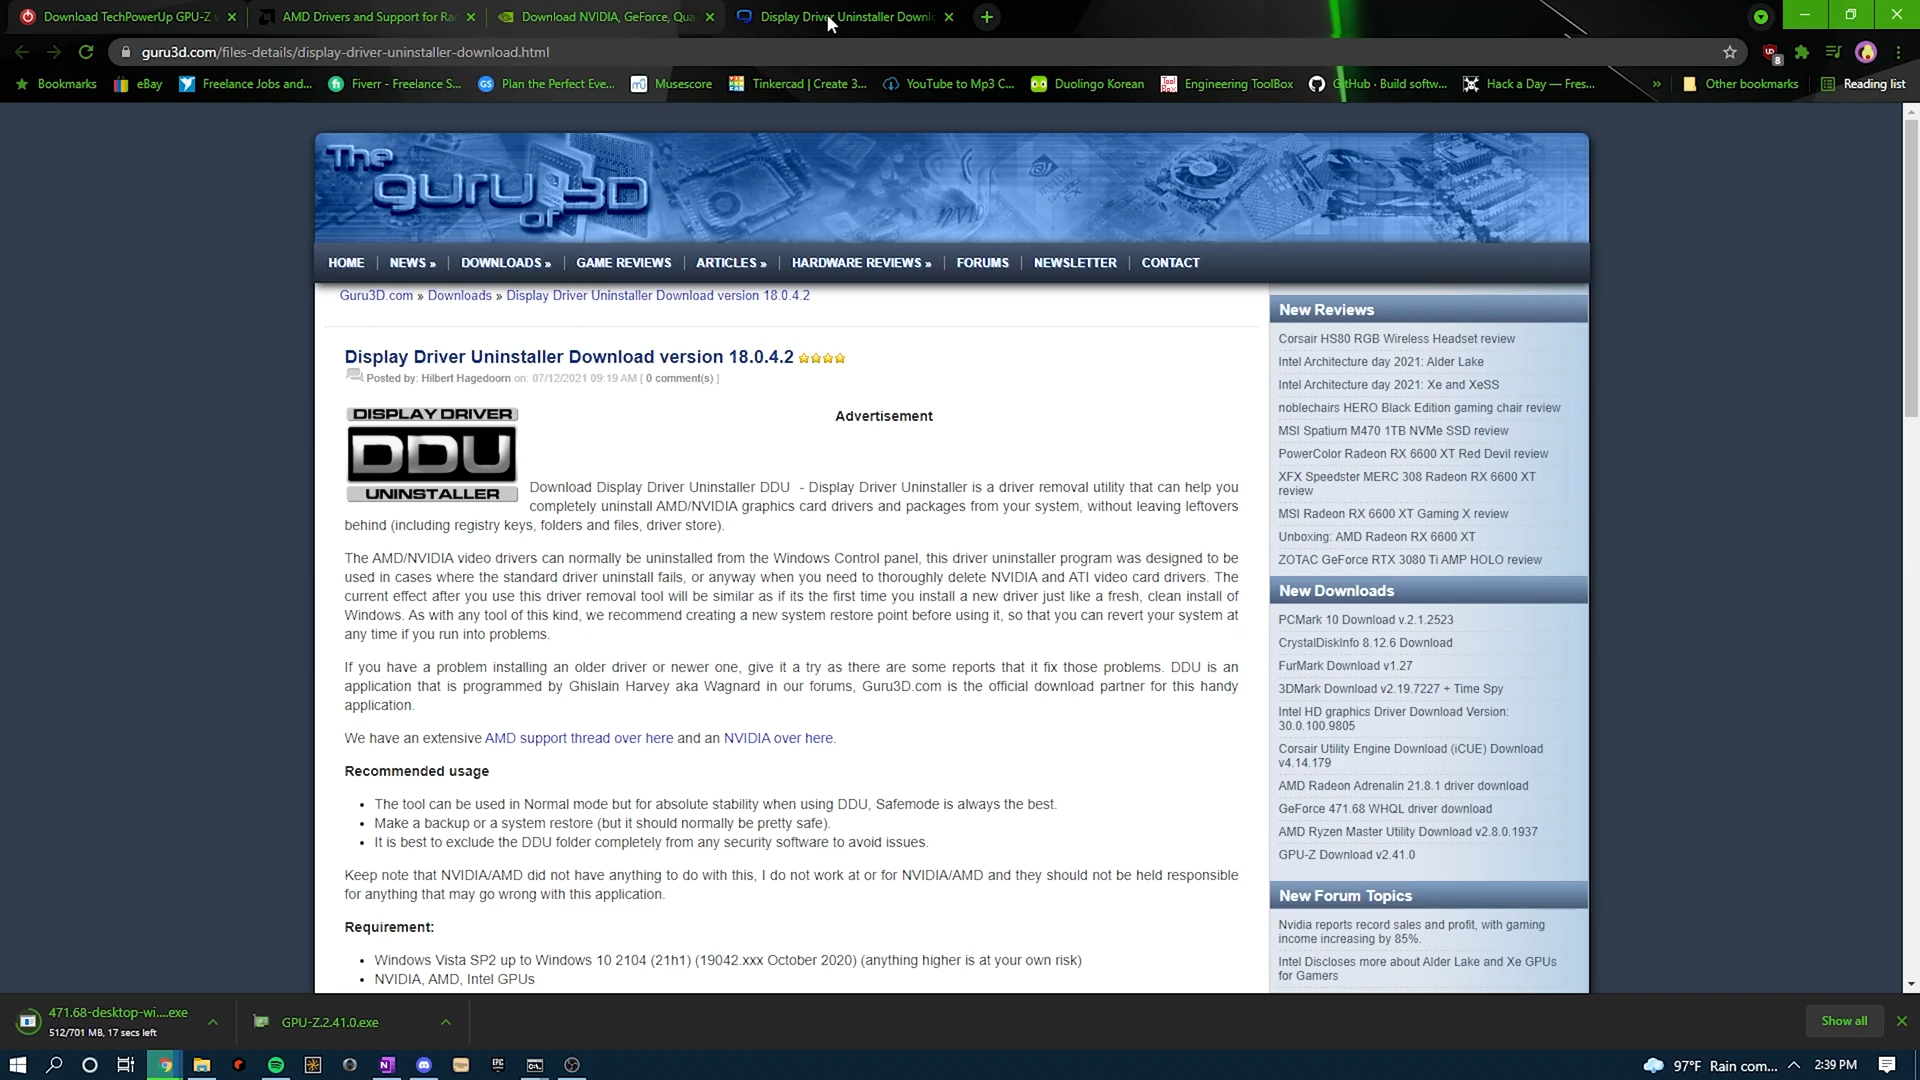 Download TechPowerUp GPU-Z v
AMD Drivers and Support for Ra
Download NVIDIA, GeForce, Qua
Display Driver Uninstaller Downl
guru3d.com/files-details/display-driver-uninstaller-download.html
8
Bookmarks
eBay
Freelance Jobs and...
Fiverr - Freelance S...
Plan the Perfect Eve...
Musescore
Tinkercad | Create 3...
YouTube to Mp3 C...
Duolingo Korean
Engineering ToolBox
GitHub · Build softw...
Hack a Day — Fres...
»
Other bookmarks
Reading list
The guru of 3D
HOME
NEWS »
DOWNLOADS »
GAME REVIEWS
ARTICLES »
HARDWARE REVIEWS »
FORUMS
NEWSLETTER
CONTACT
Guru3D.com » Downloads » Display Driver Uninstaller Download version 18.0.4.2
Display Driver Uninstaller Download version 18.0.4.2
Posted by: Hilbert Hagedoorn on: 07/12/2021 09:19 AM [ 0 comment(s) ]
DISPLAY DRIVER
DDU
UNINSTALLER
Advertisement
Download Display Driver Uninstaller DDU - Display Driver Uninstaller is a driver removal utility that can help you
completely uninstall AMD/NVIDIA graphics card drivers and packages from your system, without leaving leftovers
behind (including registry keys, folders and files, driver store).
The AMD/NVIDIA video drivers can normally be uninstalled from the Windows Control panel, this driver uninstaller program was designed to be
used in cases where the standard driver uninstall fails, or anyway when you need to thoroughly delete NVIDIA and ATI video card drivers. The
current effect after you use this driver removal tool will be similar as if its the first time you install a new driver just like a fresh, clean install of
Windows. As with any tool of this kind, we recommend creating a new system restore point before using it, so that you can revert your system at
any time if you run into problems.
If you have a problem installing an older driver or newer one, give it a try as there are some reports that it fix those problems. DDU is an
application that is programmed by Ghislain Harvey aka Wagnard in our forums, Guru3D.com is the official download partner for this handy
application.
We have an extensive AMD support thread over here and an NVIDIA over here.
Recommended usage
• The tool can be used in Normal mode but for absolute stability when using DDU, Safemode is always the best.
• Make a backup or a system restore (but it should normally be pretty safe).
• It is best to exclude the DDU folder completely from any security software to avoid issues.
Keep note that NVIDIA/AMD did not have anything to do with this, I do not work at or for NVIDIA/AMD and they should not be held responsible
for anything that may go wrong with this application.
Requirement:
• Windows Vista SP2 up to Windows 10 2104 (21h1) (19042.xxx October 2020) (anything higher is at your own risk)
• NVIDIA, AMD, Intel GPUs
New Reviews
Corsair HS80 RGB Wireless Headset review
Intel Architecture day 2021: Alder Lake
Intel Architecture day 2021: Xe and XeSS
noblechairs HERO Black Edition gaming chair review
MSI Spatium M470 1TB NVMe SSD review
PowerColor Radeon RX 6600 XT Red Devil review
XFX Speedster MERC 308 Radeon RX 6600 XT
review
MSI Radeon RX 6600 XT Gaming X review
Unboxing: AMD Radeon RX 6600 XT
ZOTAC GeForce RTX 3080 Ti AMP HOLO review
New Downloads
PCMark 10 Download v.2.1.2523
CrystalDiskInfo 8.12.6 Download
FurMark Download v1.27
3DMark Download v2.19.7227 + Time Spy
Intel HD graphics Driver Download Version:
30.0.100.9805
Corsair Utility Engine Download (iCUE) Download
v4.14.179
AMD Radeon Adrenalin 21.8.1 driver download
GeForce 471.68 WHQL driver download
AMD Ryzen Master Utility Download v2.8.0.1937
GPU-Z Download v2.41.0
New Forum Topics
Nvidia reports record sales and profit, with gaming
income increasing by 85%.
Intel Discloses more about Alder Lake and Xe GPUs
for Gamers
471.68-desktop-wi....exe
512/701 MB, 17 secs left
GPU-Z.2.41.0.exe
Show all
97°F Rain com...
2:39 PM